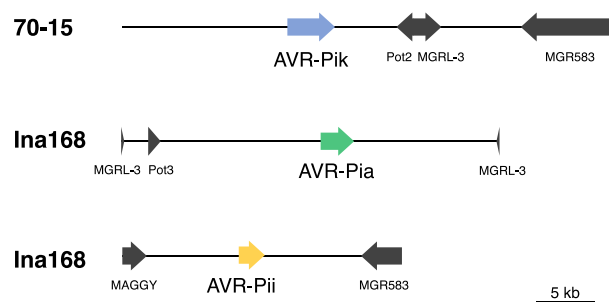 70-15
AVR-Pik
Pot2 MGRL-3
MGR583
Ina168
MGRL-3 Pot3
AVR-Pia
MGRL-3
Ina168
MAGGY
AVR-Pii
MGR583
5 kb